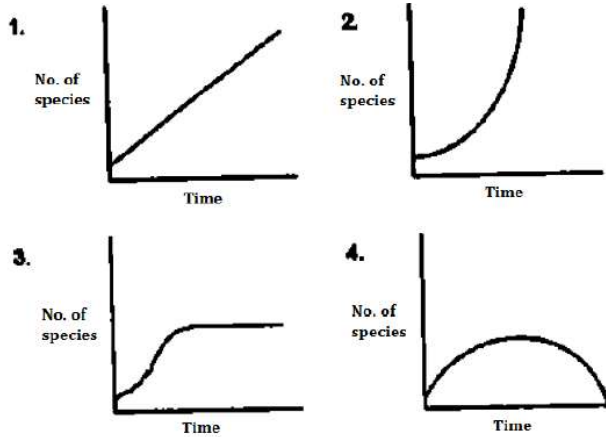 1.
No. of
species
Time
2.
No. of
species
Time
3.
No. of
species
Time
4.
No. of
species
Time